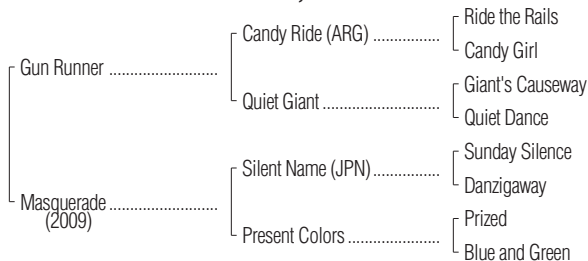 Ride the Rails
Candy Ride (ARG) ................
Candy Girl
Gun Runner ..........................
Giant's Causeway
Quiet Giant ............................
Quiet Dance
Sunday Silence
Silent Name (JPN)................
Danzigaway
Masquerade ..........................
(2009)
Prized
Present Colors ......................
Blue and Green